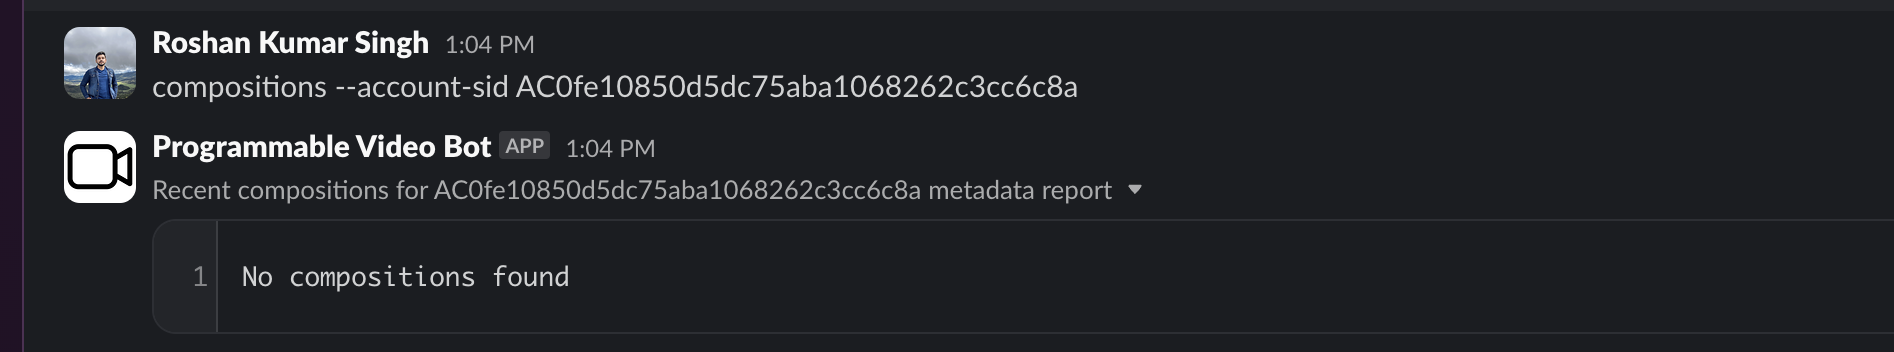 Roshan Kumar Singh 1:04 PM
compositions --account-sid AC0fe10850d5dc75aba1068262c3cc6c8a
Programmable Video Bot APP 1:04 PM
Recent compositions for AC0fe10850d5dc75aba1068262c3cc6c8a metadata report
1 No compositions found